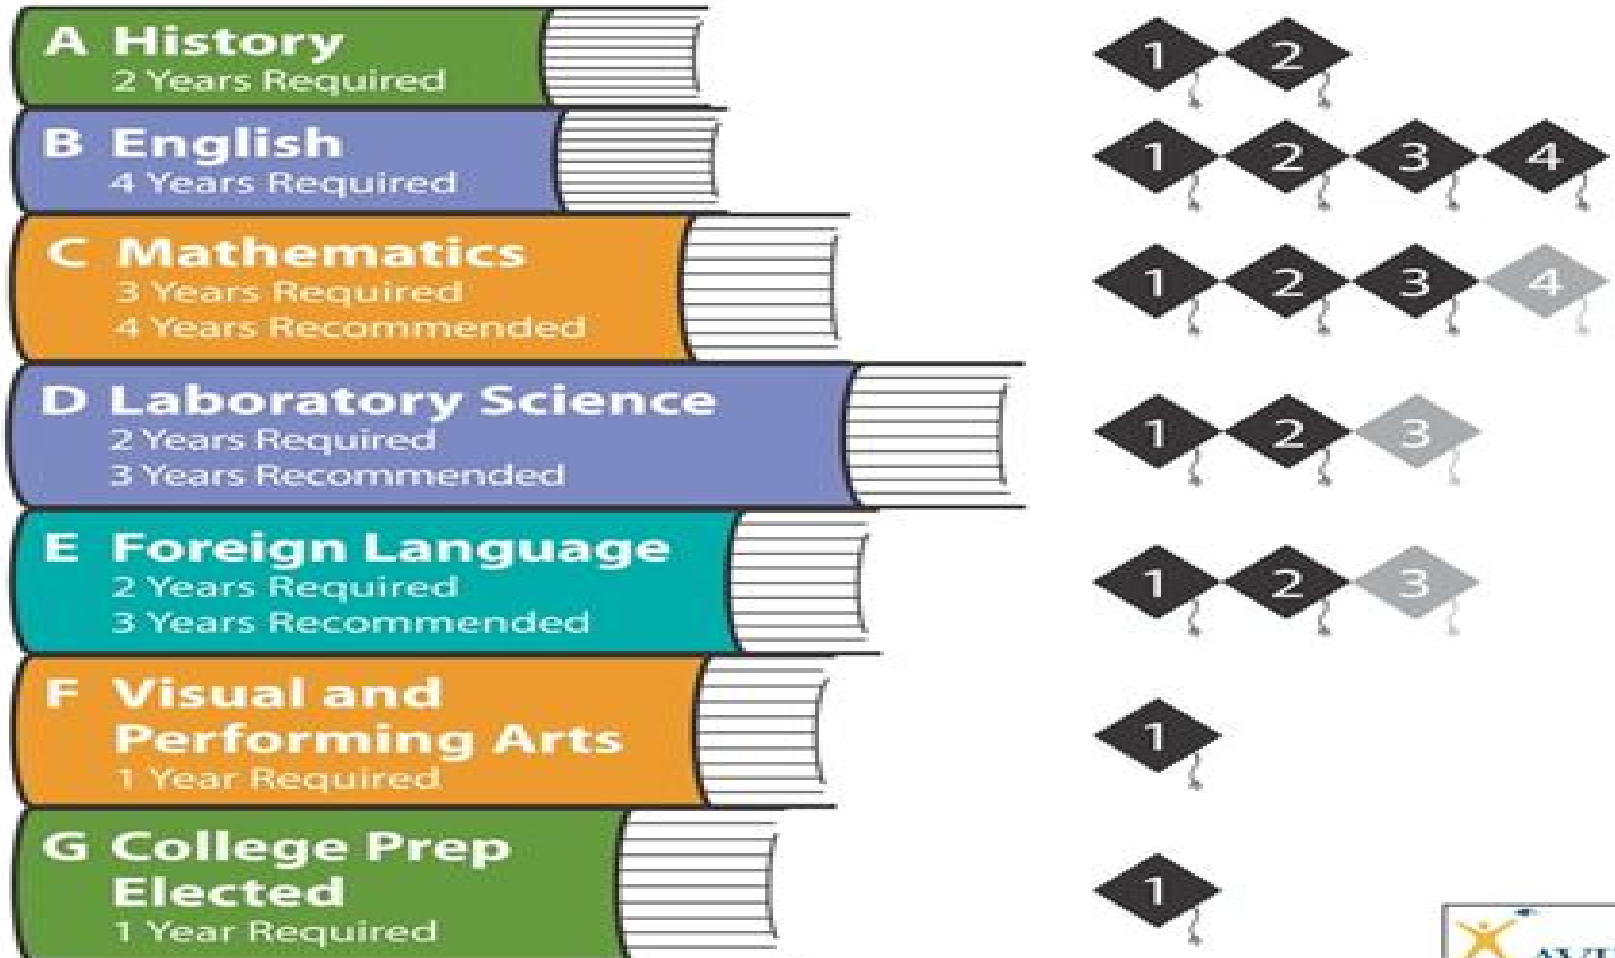 A History
2 Years Required
1 2
B English
4 Years Required
1 2 3 4
C Mathematics
3 Years Required
4 Years Recommended
1 2 3 4
D Laboratory Science
2 Years Required
3 Years Recommended
1 2 3
E Foreign Language
2 Years Required
3 Years Recommended
1 2 3
F Visual and
Performing Arts
1 Year Required
1
G College Prep
Elected
1 Year Required
1